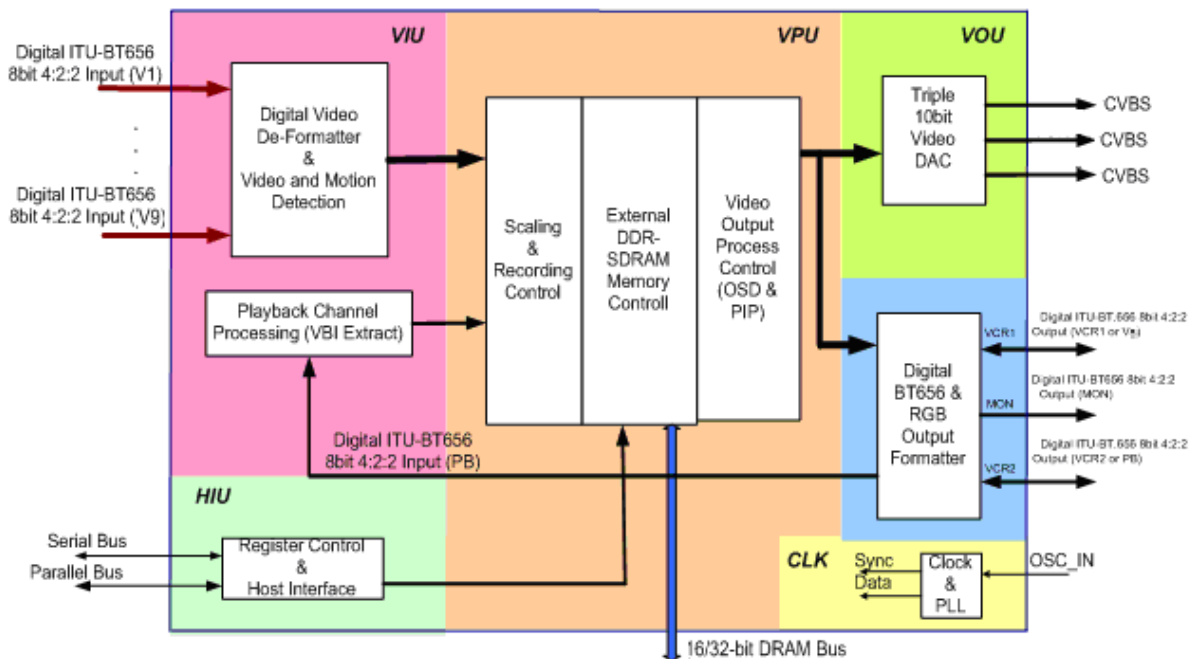 VIU
VPU
VOU
Digital ITU-BT656
8bit 4:2:2 Input (V1)
Digital ITU-BT656
8bit 4:2:2 Input (V9)
Digital Video
De-Formatter
&
Video and Motion
Detection
Playback Channel
Processing (VBI Extract)
Scaling
&
Recording
Control
External
DDR-
SDRAM
Memory
Controll
Video
Output
Process
Control
(OSD &
PIP)
Triple
10bit
Video
DAC
CVBS
CVBS
CVBS
Digital
BT656 &
RGB
Output
Formatter
VCR1
MON
VCR2
Digital ITU-BT.656 8bit 4:2:2
Output (VCR1 or V9)
Digital ITU-BT656 8bit 4:2:2
Output (MON)
Digital ITU-BT.656 8bit 4:2:2
Output (VCR2 or PB)
Digital ITU-BT656
8bit 4:2:2 Input (PB)
HIU
Serial Bus
Parallel Bus
Register Control
&
Host Interface
CLK
Sync
Data
Clock
&
PLL
OSC_IN
16/32-bit DRAM Bus